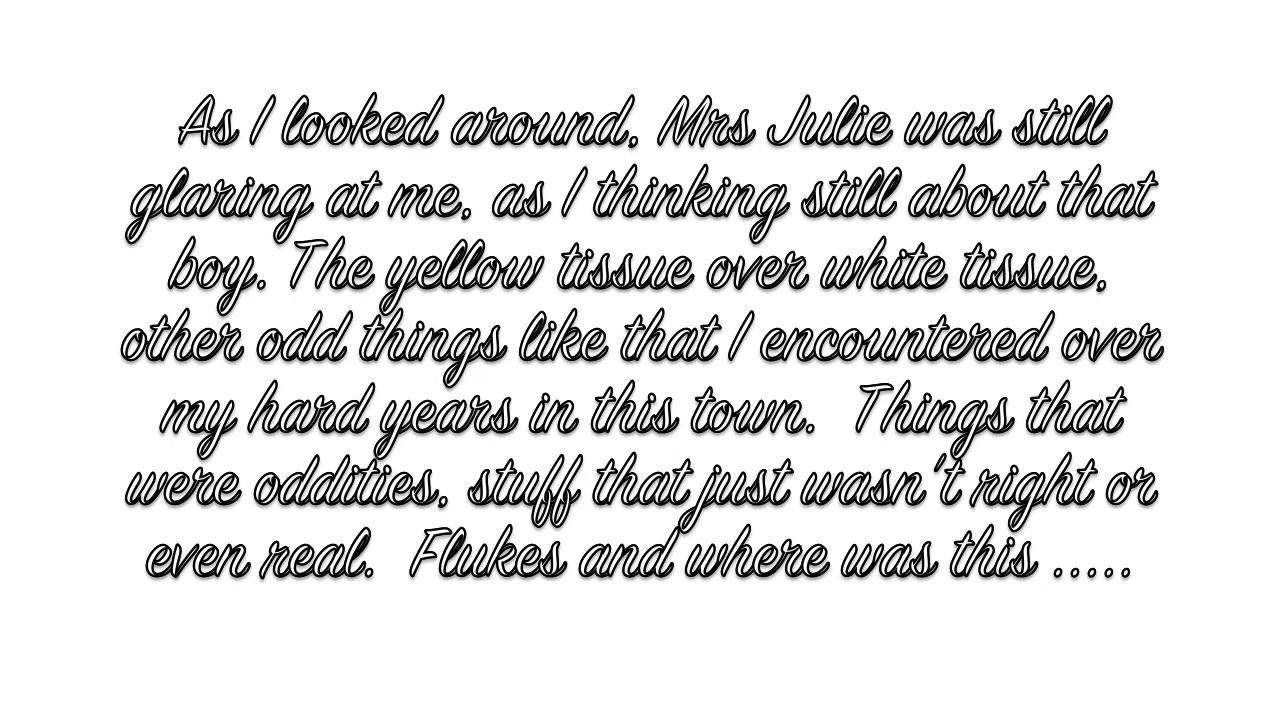 As I looked around, Mrs Julie was still
glaring at me, as I thinking still about that
boy. The yellow tissue over white tissue,
other odd things like that I encountered over
my hard years in this town.  Things that
were oddities, stuff that just wasn't right or
even real.  Flukes and where was this .....